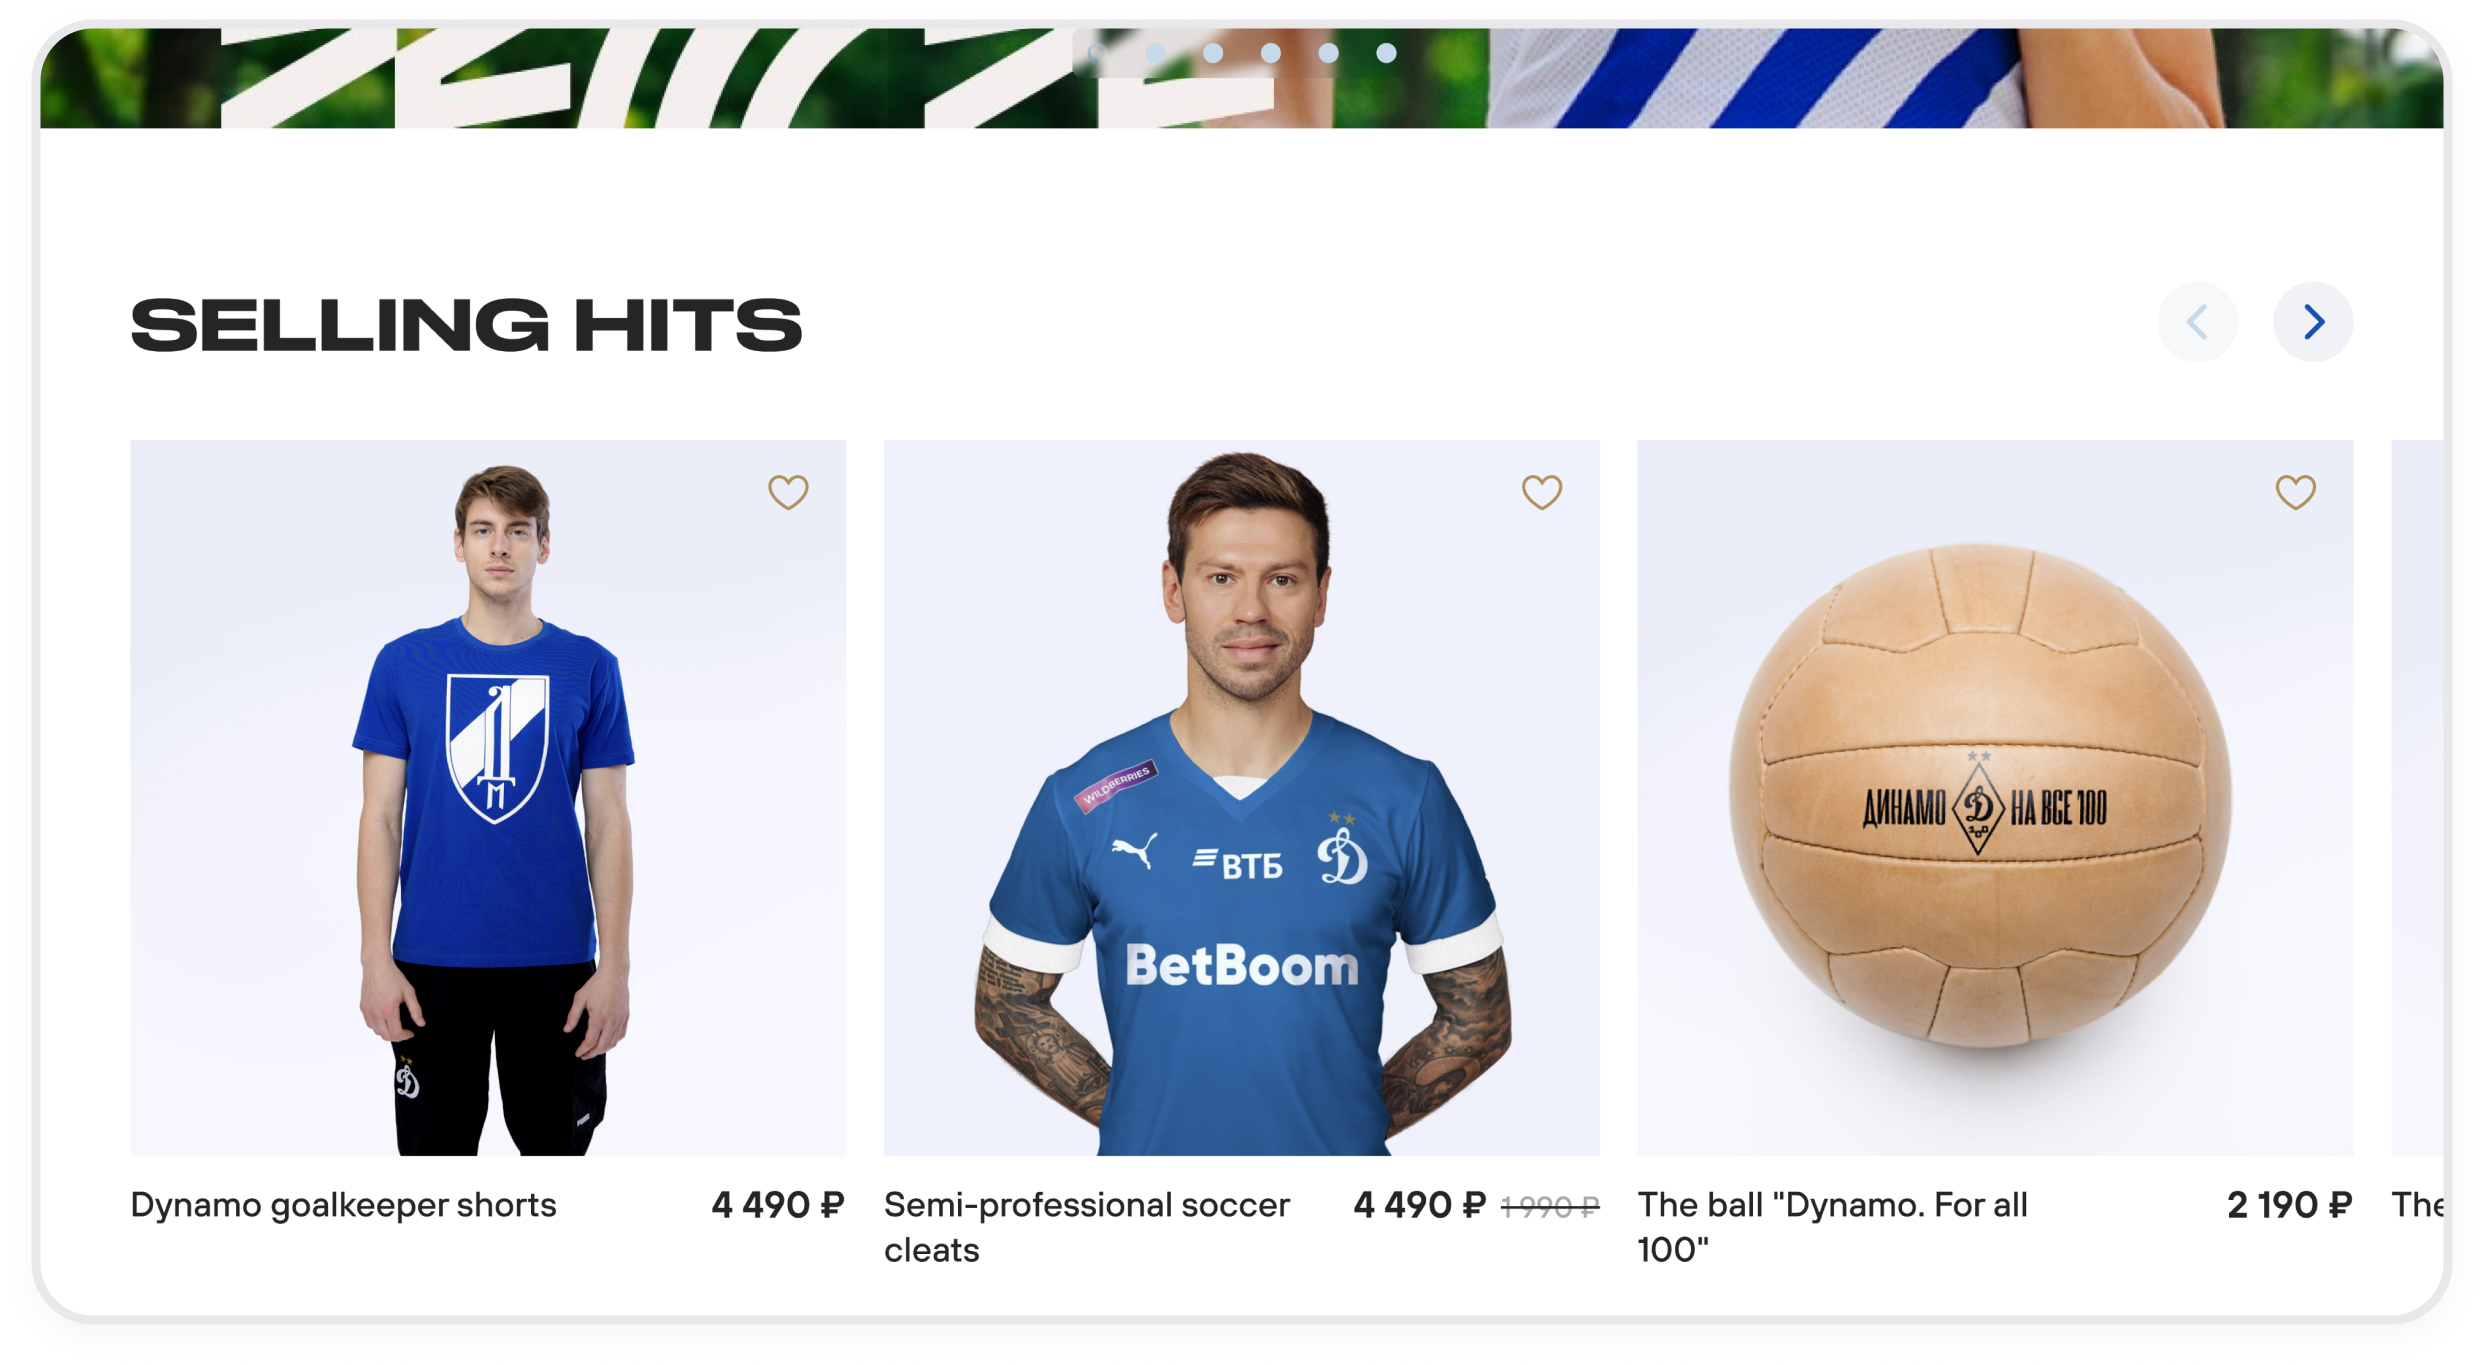 SELLING HITS
WILDBERRIES
ВТБ
BetBoom
ДИНАМО Д НА ВСЕ 100
100
Dynamo goalkeeper shorts
4 490 ₽
Semi-professional soccer
cleats
4 490 ₽ 1 990 ₽
The ball "Dynamo. For all
100"
2 190 ₽
The